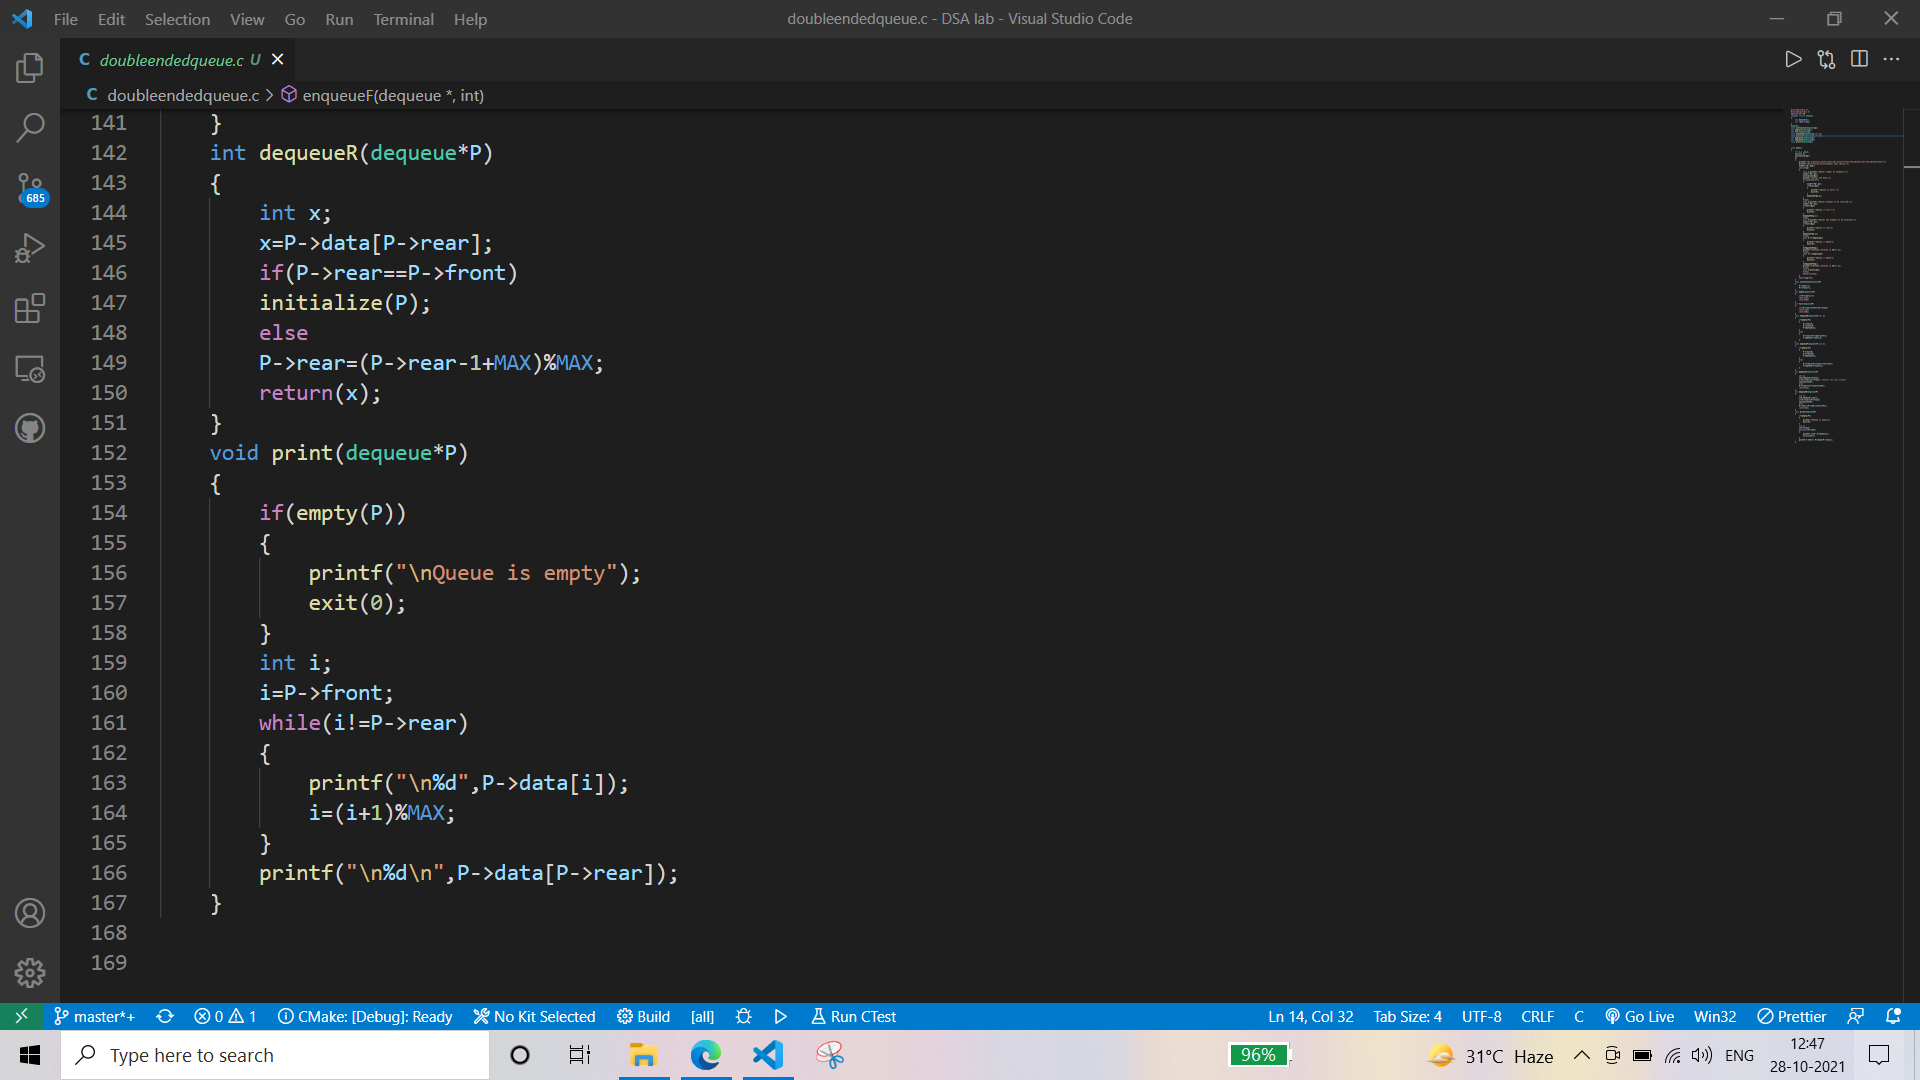 File Edit Selection View Go Run Terminal Help
doubleendedqueue.c - DSA lab - Visual Studio Code
C doubleendedqueue.c U
C doubleendedqueue.c > enqueueF(dequeue *, int)
685
141 }
142 int dequeueR(dequeue*P)
143 {
144 int x;
145 x=P->data[P->rear];
146 if(P->rear==P->front)
147 initialize(P);
148 else
149 P->rear=(P->rear-1+MAX)%MAX;
150 return(x);
151 }
152 void print(dequeue*P)
153 {
154 if(empty(P))
155 {
156 printf("\nQueue is empty");
157 exit(0);
158 }
159 int i;
160 i=P->front;
161 while(i!=P->rear)
162 {
163 printf("\n%d",P->data[i]);
164 i=(i+1)%MAX;
165 }
166 printf("\n%d\n",P->data[P->rear]);
167 }
168
169
master*+ 0 1 CMake: [Debug]: Ready No Kit Selected Build [all] Run CTest Ln 14, Col 32 Tab Size: 4 UTF-8 CRLF C Go Live Win32 Prettier
Type here to search 96% 31°C Haze ENG
12:47
28-10-2021